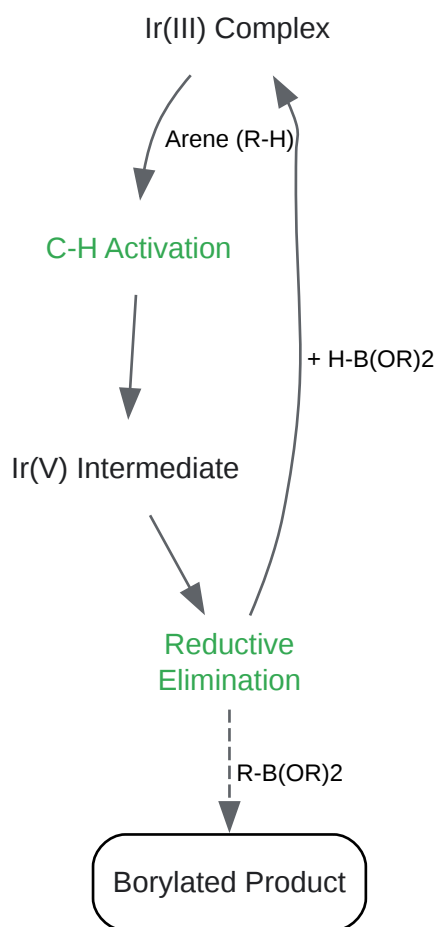 Ir(III) Complex
Arene (R-H)
C-H Activation
+ H-B(OR)2
Ir(V) Intermediate
Reductive
Elimination
R-B(OR)2
Borylated Product